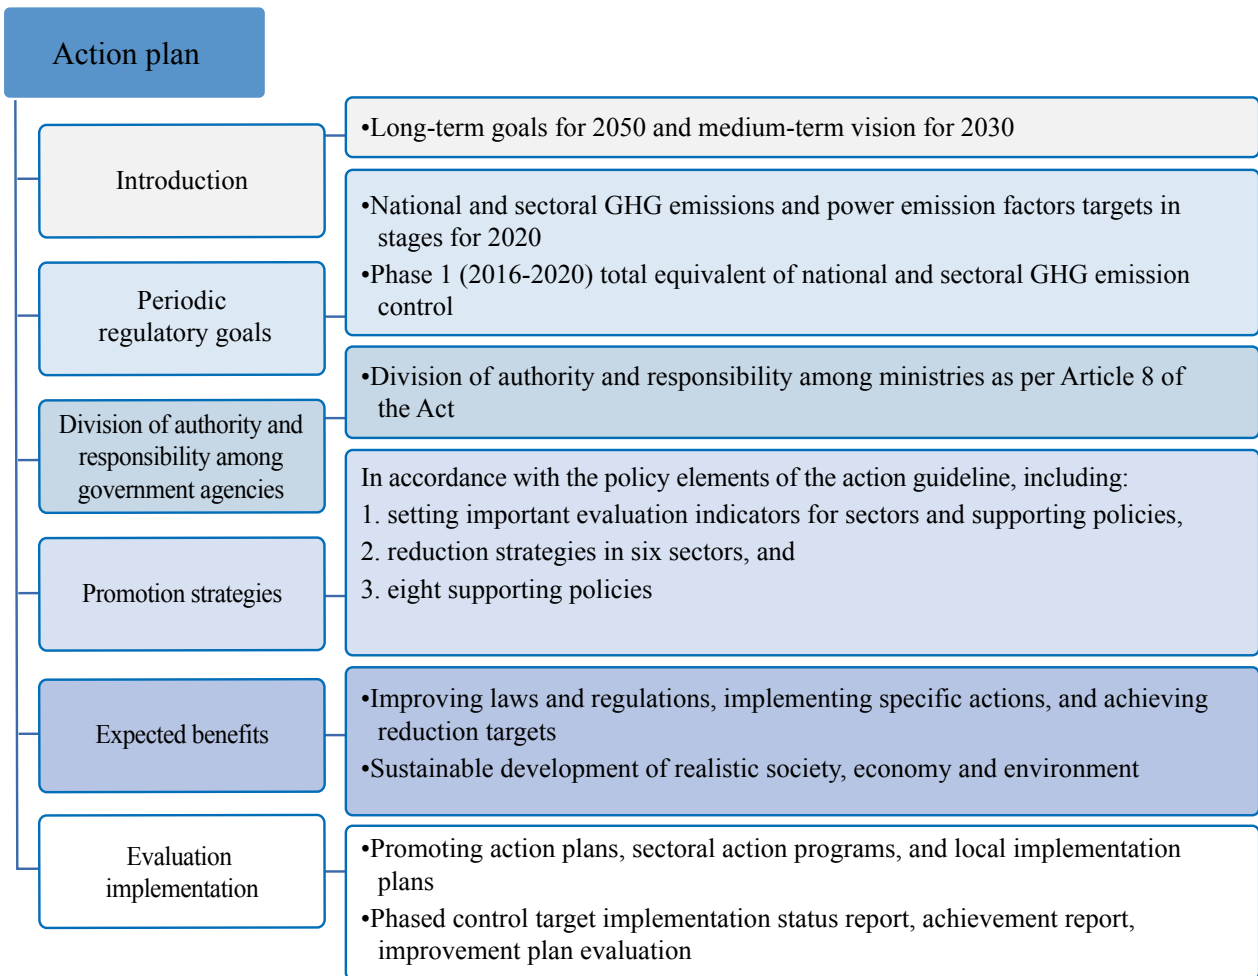 Action plan
Introduction
•Long-term goals for 2050 and medium-term vision for 2030
Periodic
regulatory goals
•National and sectoral GHG emissions and power emission factors targets in
stages for 2020
•Phase 1 (2016-2020) total equivalent of national and sectoral GHG emission
control
Division of authority and
responsibility among
government agencies
•Division of authority and responsibility among ministries as per Article 8 of
the Act
Promotion strategies
In accordance with the policy elements of the action guideline, including:
1. setting important evaluation indicators for sectors and supporting policies,
2. reduction strategies in six sectors, and
3. eight supporting policies
Expected benefits
•Improving laws and regulations, implementing specific actions, and achieving
reduction targets
•Sustainable development of realistic society, economy and environment
Evaluation
implementation
•Promoting action plans, sectoral action programs, and local implementation
plans
•Phased control target implementation status report, achievement report,
improvement plan evaluation